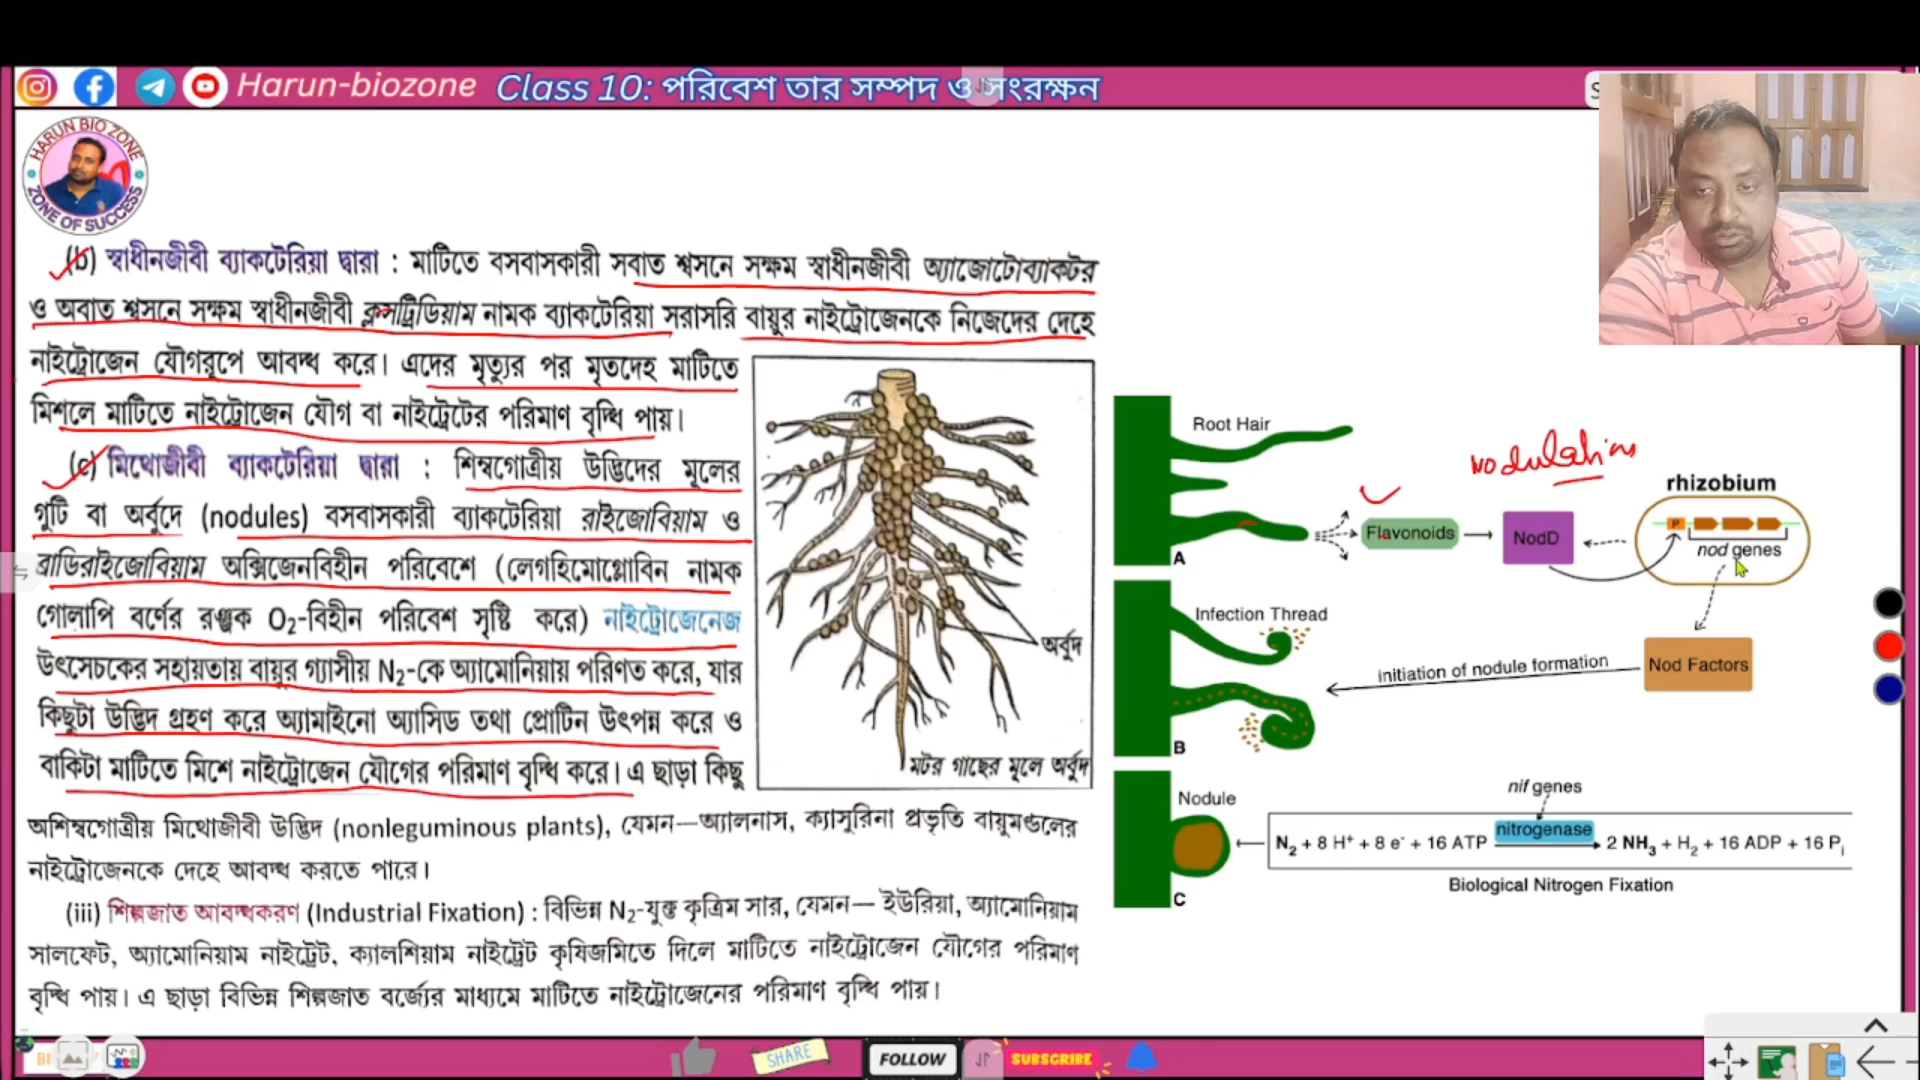 Harun-biozone Class 10: পরিবেশ তার সম্পদ ও সংরক্ষন
HARUN BIO ZONE
ZONE OF SUCCESS
(b) স্বাধীনজীবী ব্যাকটেরিয়া দ্বারা : মাটিতে বসবাসকারী সবাত শ্বসনে সক্ষম স্বাধীনজীবী অ্যাজোটোব্যাকটর
ও অবাত শ্বসনে সক্ষম স্বাধীনজীবী ক্লসট্রিডিয়াম নামক ব্যাকটেরিয়া সরাসরি বায়ুর নাইট্রোজেনকে নিজেদের দেহে
নাইট্রোজেন যৌগরূপে আবদ্ধ করে। এদের মৃত্যুর পর মৃতদেহ মাটিতে
মিশলে মাটিতে নাইট্রোজেন যৌগ বা নাইট্রেটের পরিমাণ বৃদ্ধি পায়।
(c) মিথোজীবী ব্যাকটেরিয়া দ্বারা : শিম্বগোত্রীয় উদ্ভিদের মূলের
গুটি বা অর্বুদে (nodules) বসবাসকারী ব্যাকটেরিয়া রাইজোবিয়াম ও
ব্রাডিরাইজোবিয়াম অক্সিজেনবিহীন পরিবেশে (লেগহিমোগ্লোবিন নামক
গোলাপি বর্ণের রঞ্জক O₂-বিহীন পরিবেশ সৃষ্টি করে) নাইট্রোজেনেজ
উৎসেচকের সহায়তায় বায়ুর গ্যাসীয় N₂-কে অ্যামোনিয়ায় পরিণত করে, যার
কিছুটা উদ্ভিদ গ্রহণ করে অ্যামাইনো অ্যাসিড তথা প্রোটিন উৎপন্ন করে ও
বাকিটা মাটিতে মিশে নাইট্রোজেন যৌগের পরিমাণ বৃদ্ধি করে। এ ছাড়া কিছু
অশিম্বগোত্রীয় মিথোজীবী উদ্ভিদ (nonleguminous plants), যেমন—অ্যালনাস, ক্যাসুরিনা প্রভৃতি বায়ুমণ্ডলের
নাইট্রোজেনকে দেহে আবদ্ধ করতে পারে।
(iii) শিল্পজাত আবদ্ধকরণ (Industrial Fixation) : বিভিন্ন N₂-যুক্ত কৃত্রিম সার, যেমন— ইউরিয়া, অ্যামোনিয়াম
সালফেট, অ্যামোনিয়াম নাইট্রেট, ক্যালশিয়াম নাইট্রেট কৃষিজমিতে দিলে মাটিতে নাইট্রোজেন যৌগের পরিমাণ
বৃদ্ধি পায়। এ ছাড়া বিভিন্ন শিল্পজাত বর্জ্যের মাধ্যমে মাটিতে নাইট্রোজেনের পরিমাণ বৃদ্ধি পায়।
অর্বুদ
মটর গাছের মূলে অর্বুদ
Root Hair
Nodulation
rhizobium
Flavonoids
NodD
P
nod genes
A
Infection Thread
initiation of nodule formation
Nod Factors
B
Nodule
nif genes
N₂ + 8 H⁺ + 8 e⁻ + 16 ATP nitrogenase 2 NH₃ + H₂ + 16 ADP + 16 Pᵢ
Biological Nitrogen Fixation
C
SHARE
FOLLOW
SUBSCRIBE